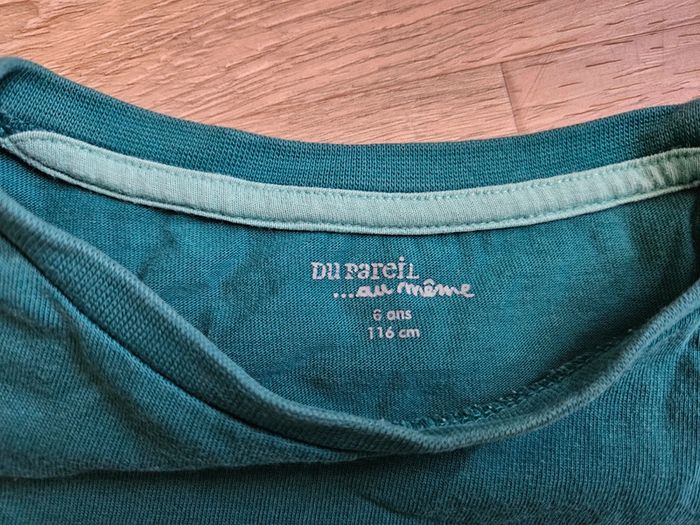 DU PAREIL
...au même
6 ans
116 cm